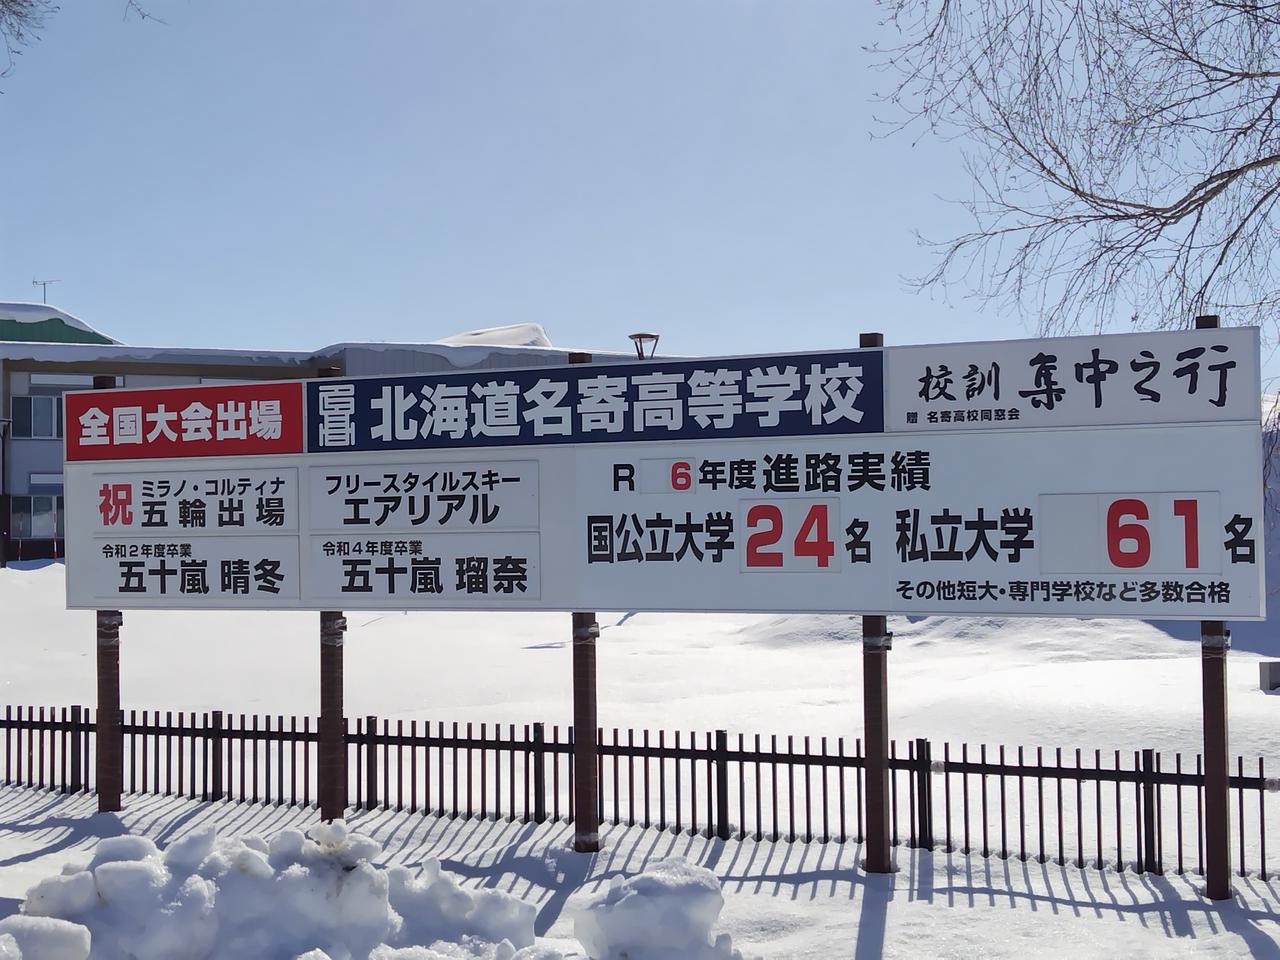 全国大会出場
名高 北海道名寄高等学校
校訓 集中之行
贈 名寄高校同窓会
祝 ミラノ・コルティナ
五輪出場
フリースタイルスキー
エアリアル
令和2年度卒業
五十嵐 晴冬
令和4年度卒業
五十嵐 瑠奈
R 6年度進路実績
国公立大学24名 私立大学 61名
その他短大・専門学校など多数合格